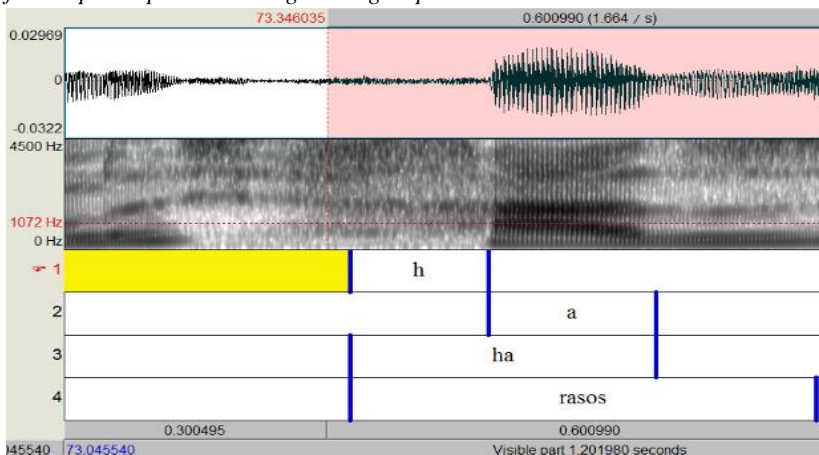 73.346035 0.600990 (1.664 / s)
0.02969
0
-0.0322
4500 Hz
1072 Hz
0 Hz
1 h
2 a
3 ha
4 rasos
0.300495 0.600990
045540 73.045540 Visible part 1.201980 seconds